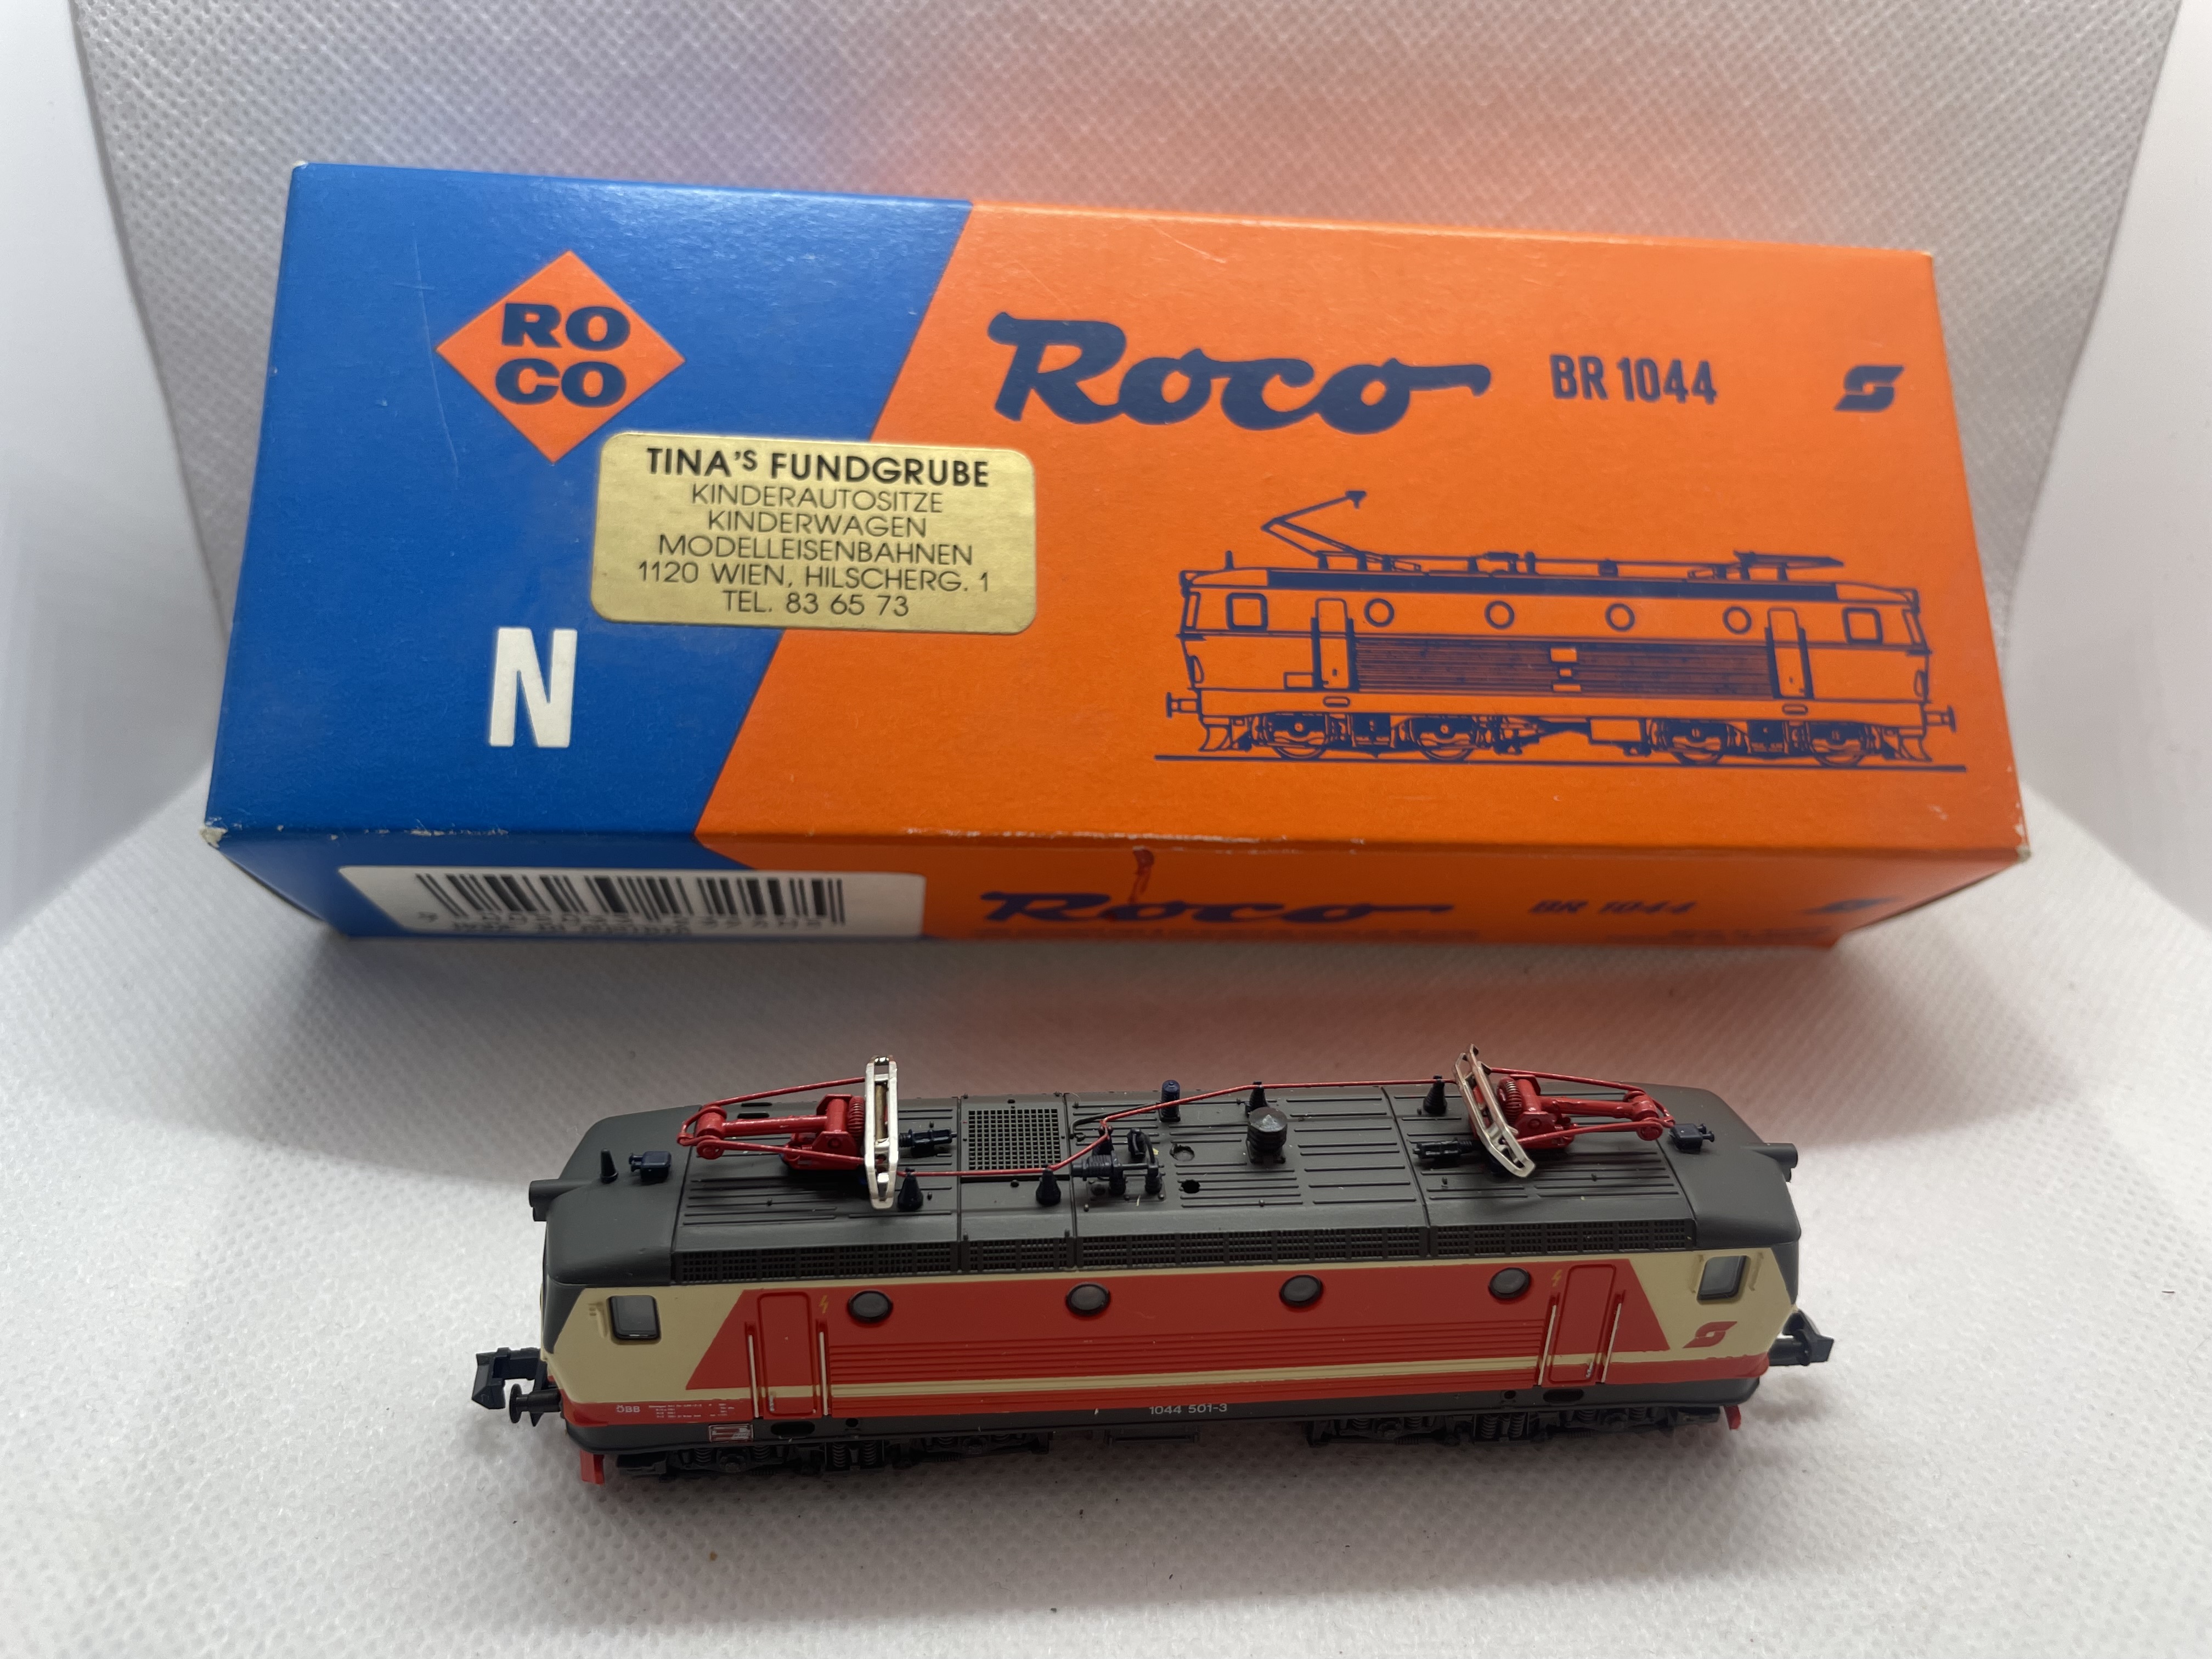 RO
CO
Roco
BR 1044
TINA'S FUNDGRUBE
KINDERAUTOSITZE
KINDERWAGEN
MODELLEISENBAHNEN
1120 WIEN, HILSCHERG. 1
TEL. 83 65 73
N
Roco
BR 1044
ÖBB
1044 501-3